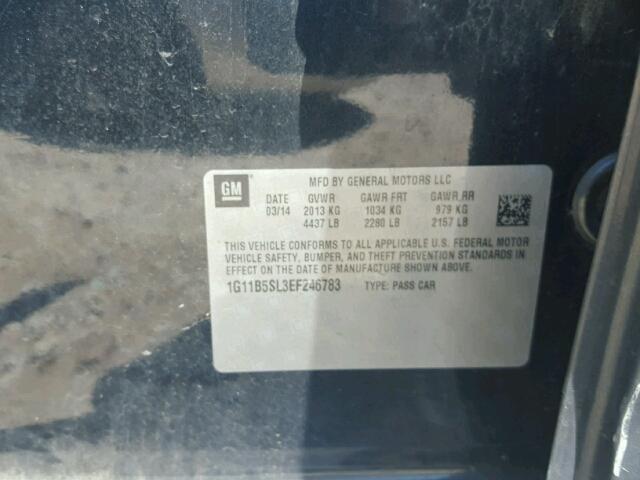 GM
MFD BY GENERAL MOTORS LLC
DATE GVWR GAWR FRT GAWR RR
03/14 2013 KG 1034 KG 979 KG
4437 LB 2280 LB 2157 LB
THIS VEHICLE CONFORMS TO ALL APPLICABLE U.S. FEDERAL MOTOR
VEHICLE SAFETY, BUMPER, AND THEFT PREVENTION STANDARDS IN
EFFECT ON THE DATE OF MANUFACTURE SHOWN ABOVE.
1G11B5SL3EF246783 TYPE: PASS CAR